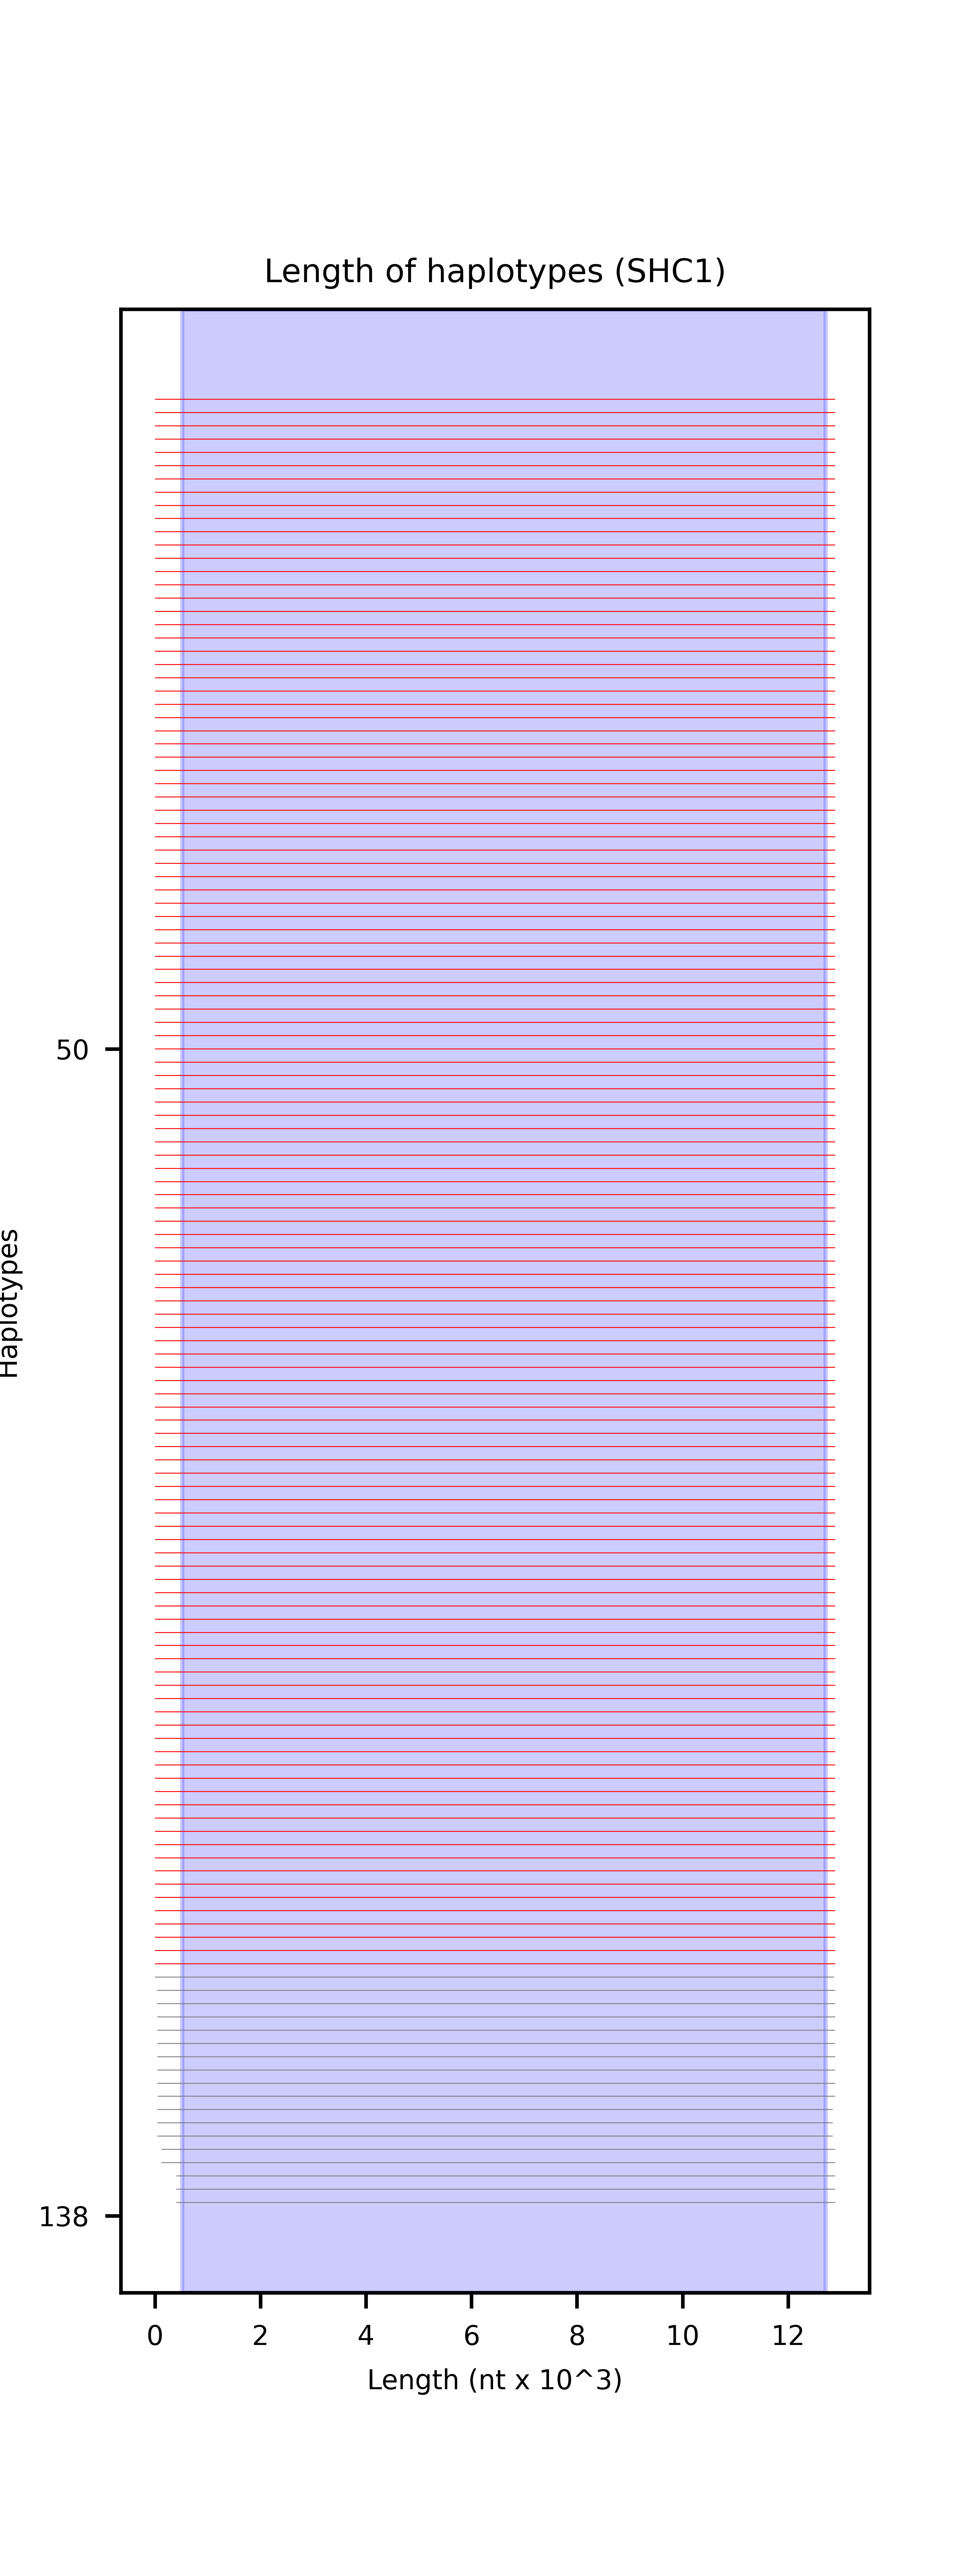 Length of haplotypes (SHC1)
50
Haplotypes
138
0 2 4 6 8 10 12
Length (nt x 10^3)